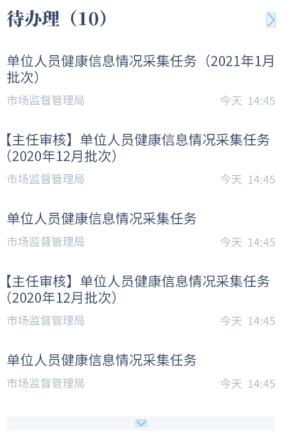 待办理（10）
单位人员健康信息情况采集任务（2021年1月
批次）
市场监督管理局 今天 14:45
【主任审核】单位人员健康信息情况采集任务
（2020年12月批次）
市场监督管理局 今天 14:45
单位人员健康信息情况采集任务
市场监督管理局 今天 14:45
【主任审核】单位人员健康信息情况采集任务
（2020年12月批次）
市场监督管理局 今天 14:45
单位人员健康信息情况采集任务
市场监督管理局 今天 14:45